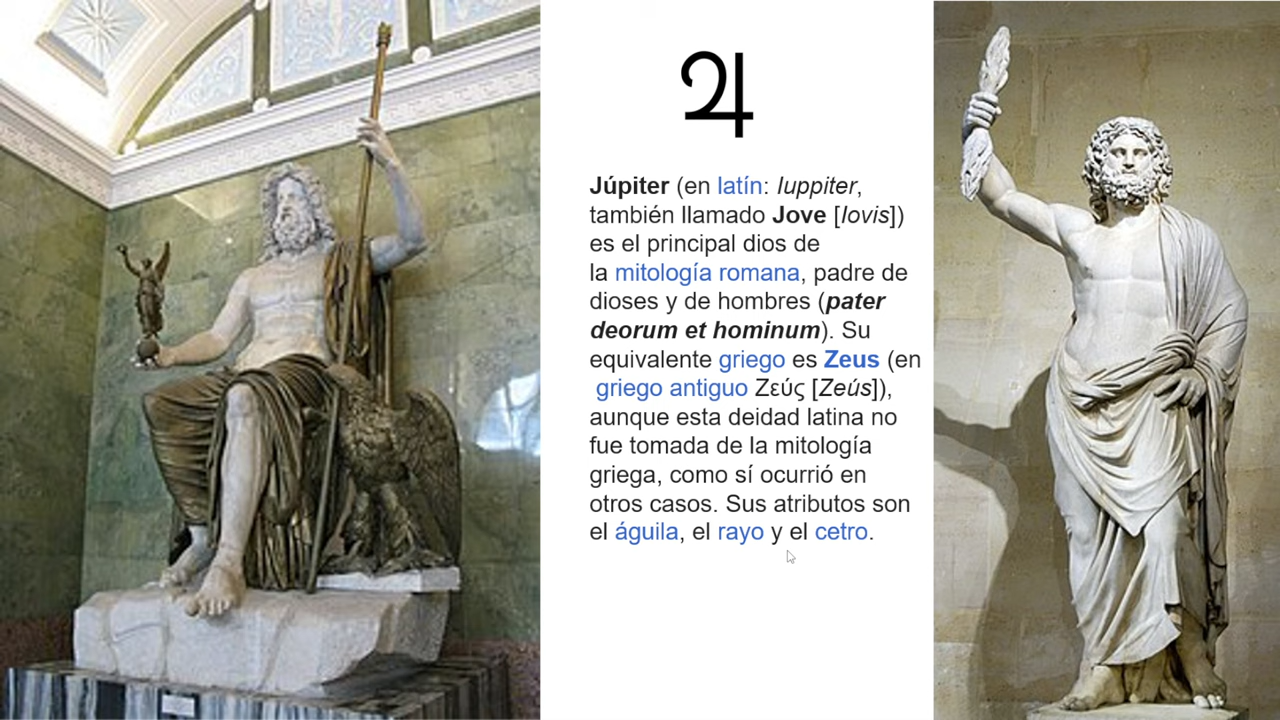 ♃
Júpiter (en latín: Iuppiter,
también llamado Jove [Iovis])
es el principal dios de
la mitología romana, padre de
dioses y de hombres (pater
deorum et hominum). Su
equivalente griego es Zeus (en
griego antiguo Ζεύς [Zeús]),
aunque esta deidad latina no
fue tomada de la mitología
griega, como sí ocurrió en
otros casos. Sus atributos son
el águila, el rayo y el cetro.